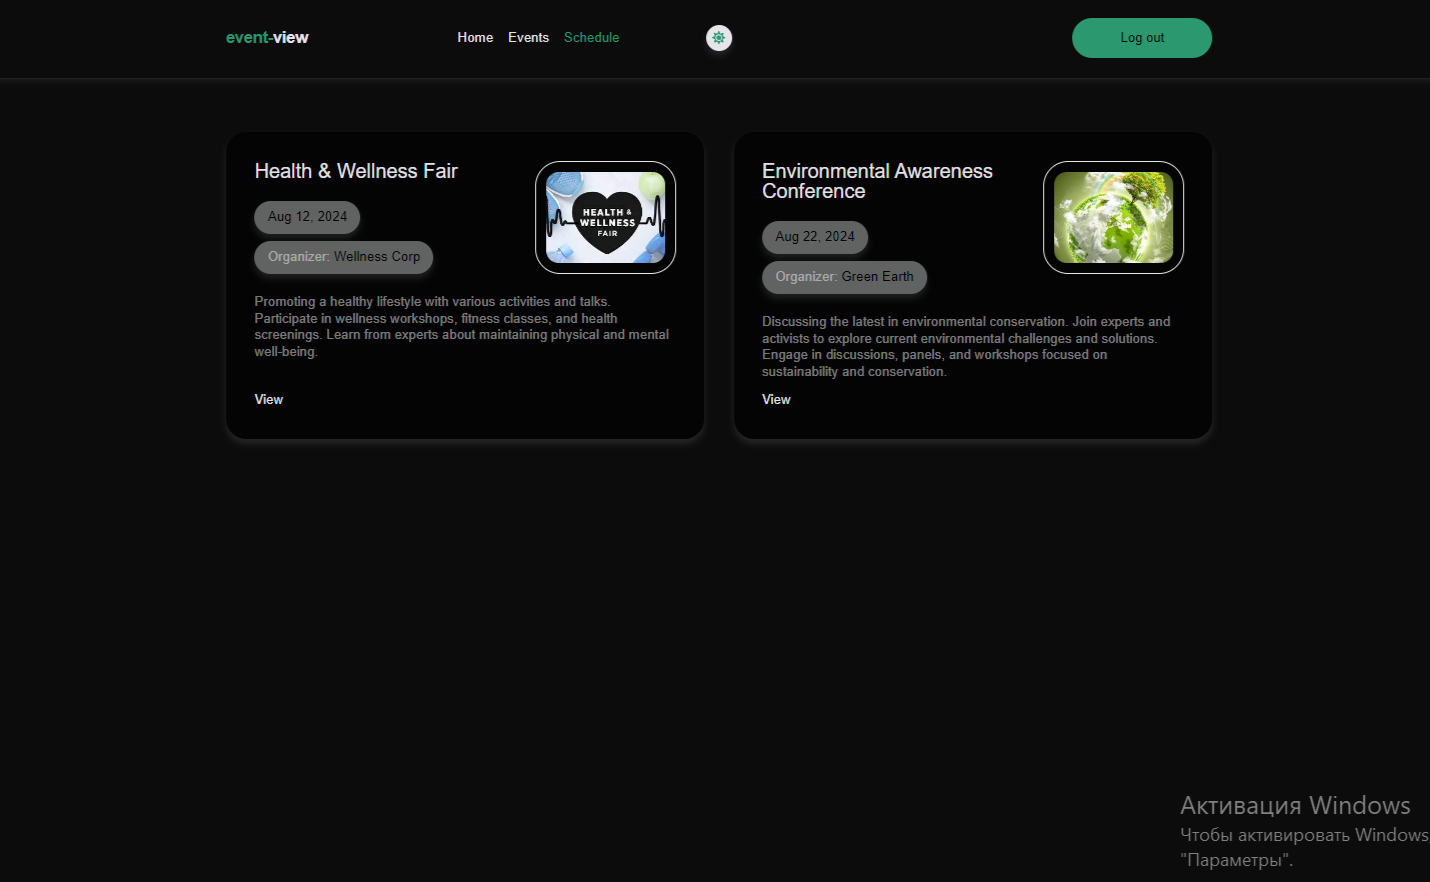 event-view
Home Events Schedule
Log out
Health & Wellness Fair
Aug 12, 2024
Organizer: Wellness Corp
HEALTH &
WELLNESS
FAIR
Promoting a healthy lifestyle with various activities and talks.
Participate in wellness workshops, fitness classes, and health
screenings. Learn from experts about maintaining physical and mental
well-being.
View
Environmental Awareness
Conference
Aug 22, 2024
Organizer: Green Earth
Discussing the latest in environmental conservation. Join experts and
activists to explore current environmental challenges and solutions.
Engage in discussions, panels, and workshops focused on
sustainability and conservation.
View
Активация Windows
Чтобы активировать Windows,
"Параметры".